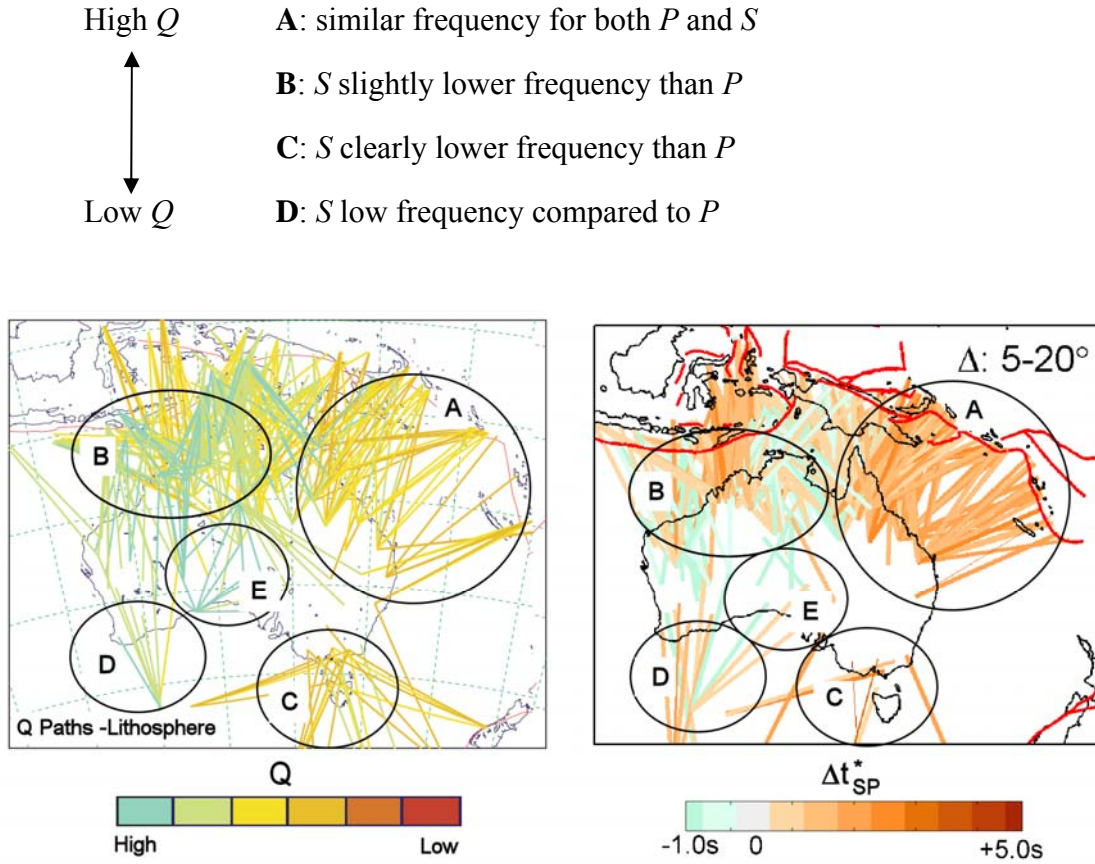 High Q A: similar frequency for both P and S
B: S slightly lower frequency than P
C: S clearly lower frequency than P
Low Q D: S low frequency compared to P
A
B
E
D
C
Q Paths -Lithosphere
Q
High Low
Δ: 5-20°
A
B
E
D
C
Δt*SP
-1.0s 0 +5.0s